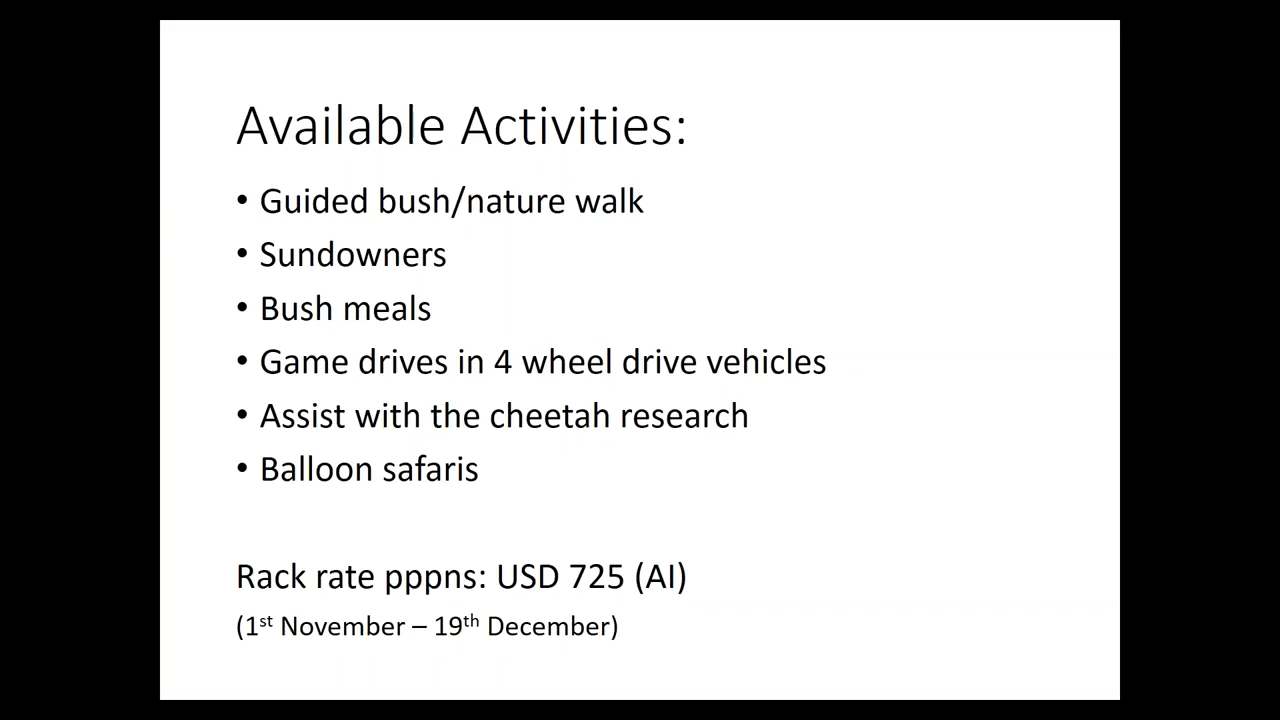 Available Activities:
• Guided bush/nature walk
• Sundowners
• Bush meals
• Game drives in 4 wheel drive vehicles
• Assist with the cheetah research
• Balloon safaris
Rack rate pppns: USD 725 (AI)
(1st November – 19th December)